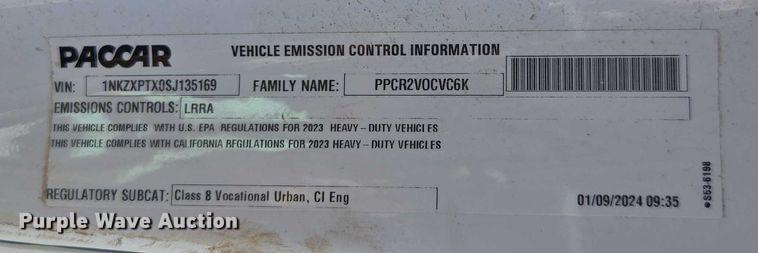 PACCAR VEHICLE EMISSION CONTROL INFORMATION
VIN: 1NKZXPTX0SJ135169 FAMILY NAME: PPCR2VOCVC6K
EMISSIONS CONTROLS: LRRA
THIS VEHICLE COMPLIES WITH U.S. EPA REGULATIONS FOR 2023 HEAVY-DUTY VEHICLES
THIS VEHICLE COMPLIES WITH CALIFORNIA REGULATIONS FOR 2023 HEAVY-DUTY VEHICLES
REGULATORY SUBCAT: Class 8 Vocational Urban, CI Eng 01/09/2024 09:35
S53-6198
Purple Wave Auction